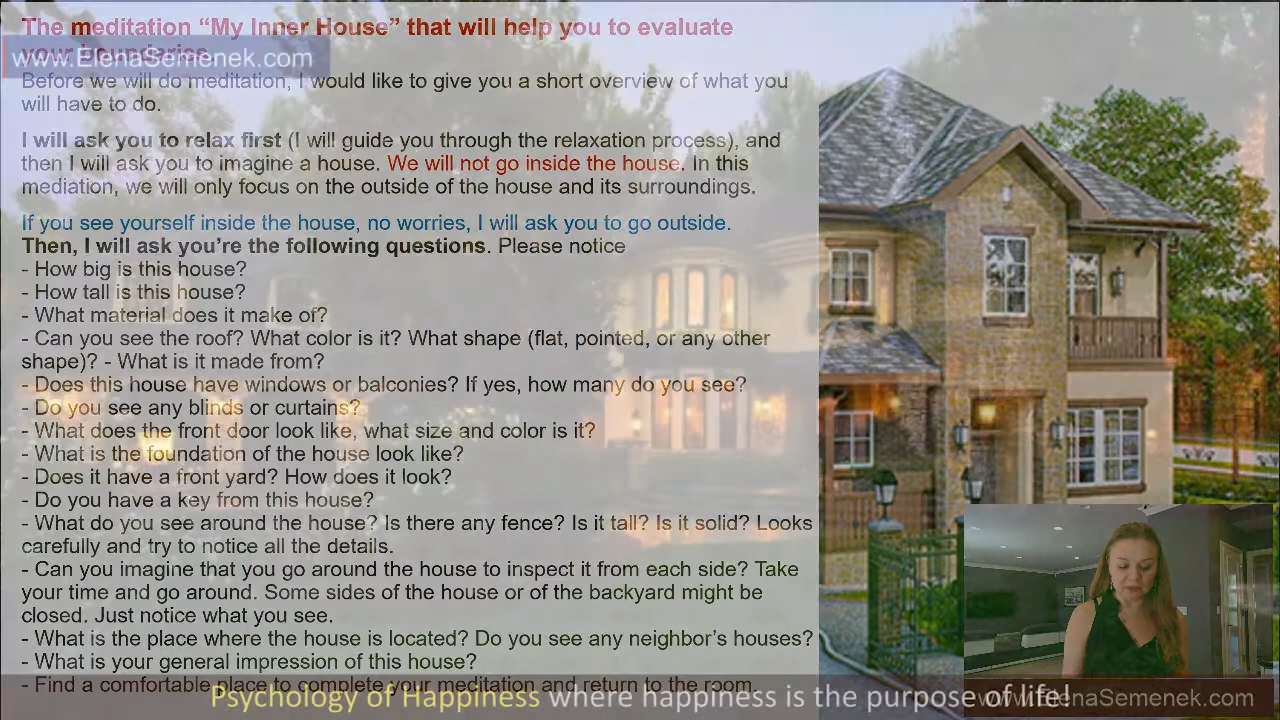 The meditation “My Inner House” that will help you to evaluate
your boundaries
www.ElenaSemenek.com
Before we will do meditation, I would like to give you a short overview of what you
will have to do.
I will ask you to relax first (I will guide you through the relaxation process), and
then I will ask you to imagine a house. We will not go inside the house. In this
mediation, we will only focus on the outside of the house and its surroundings.
If you see yourself inside the house, no worries, I will ask you to go outside.
Then, I will ask you’re the following questions. Please notice
- How big is this house?
- How tall is this house?
- What material does it make of?
- Can you see the roof? What color is it? What shape (flat, pointed, or any other
shape)? - What is it made from?
- Does this house have windows or balconies? If yes, how many do you see?
- Do you see any blinds or curtains?
- What does the front door look like, what size and color is it?
- What is the foundation of the house look like?
- Does it have a front yard? How does it look?
- Do you have a key from this house?
- What do you see around the house? Is there any fence? Is it tall? Is it solid? Looks
carefully and try to notice all the details.
- Can you imagine that you go around the house to inspect it from each side? Take
your time and go around. Some sides of the house or of the backyard might be
closed. Just notice what you see.
- What is the place where the house is located? Do you see any neighbor’s houses?
- What is your general impression of this house?
- Find a comfortable place to complete your meditation and return to the room.
Psychology of Happiness where happiness is the purpose of life!
www.ElenaSemenek.com